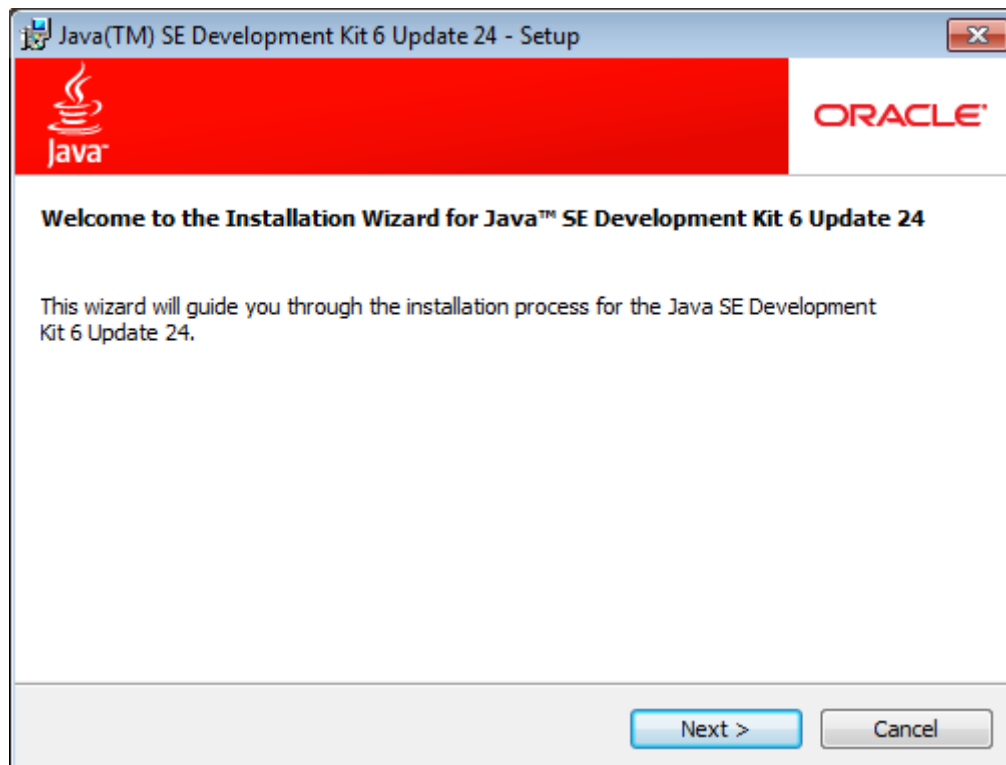 Java(TM) SE Development Kit 6 Update 24 - Setup
Java™
ORACLE®
Welcome to the Installation Wizard for Java™ SE Development Kit 6 Update 24
This wizard will guide you through the installation process for the Java SE Development
Kit 6 Update 24.
Next >
Cancel